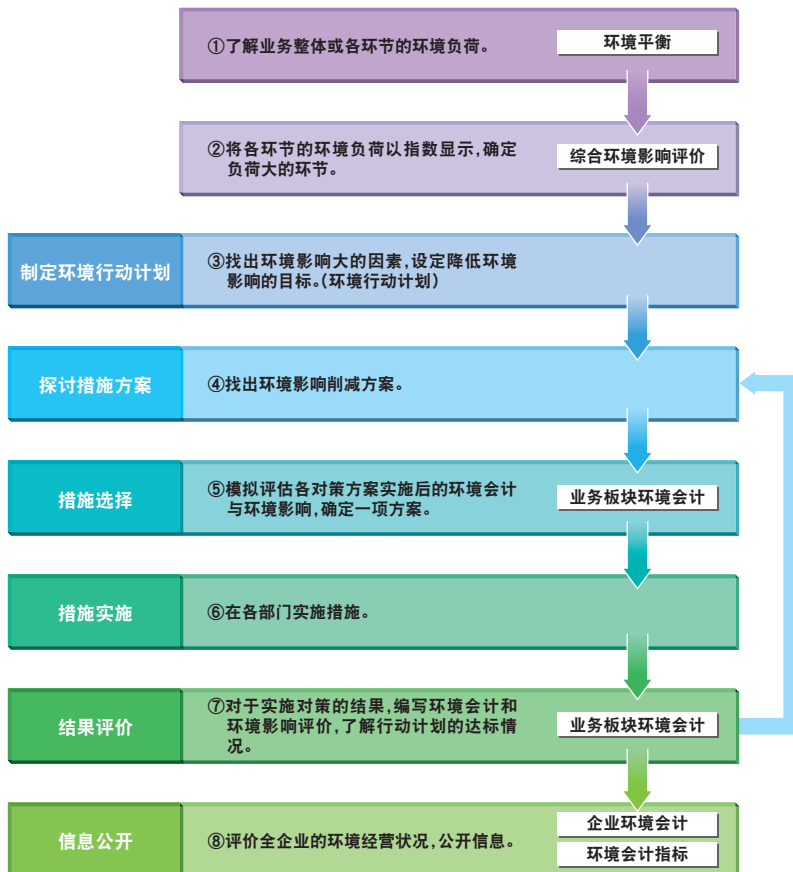 ①了解业务整体或各环节的环境负荷。
环境平衡
②将各环节的环境负荷以指数显示,确定
负荷大的环节。
综合环境影响评价
制定环境行动计划
③找出环境影响大的因素,设定降低环境
影响的目标。(环境行动计划)
探讨措施方案
④找出环境影响削减方案。
措施选择
⑤模拟评估各对策方案实施后的环境会计
与环境影响,确定一项方案。
业务板块环境会计
措施实施
⑥在各部门实施措施。
结果评价
⑦对于实施对策的结果,编写环境会计和
环境影响评价,了解行动计划的达标情
况。
业务板块环境会计
信息公开
⑧评价全企业的环境经营状况,公开信息。
企业环境会计
环境会计指标